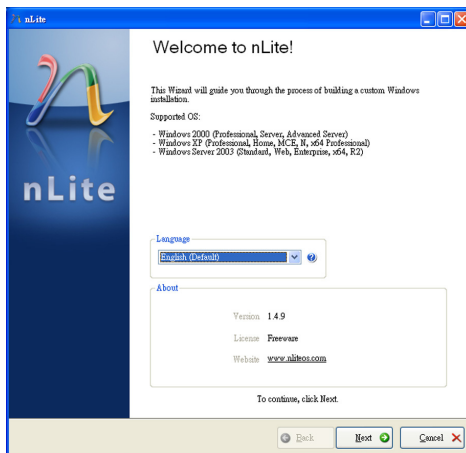 nLite
Welcome to nLite!
This Wizard will guide you through the process of building a custom Windows
installation.
Supported OS:
- Windows 2000 (Professional, Server, Advanced Server)
- Windows XP (Professional, Home, MCE, N, x64 Professional)
- Windows Server 2003 (Standard, Web, Enterprise, x64, R2)
nLite
Language
English (Default)
About
Version 1.4.9
License Freeware
Website www.nliteos.com
To continue, click Next.
Back Next Cancel